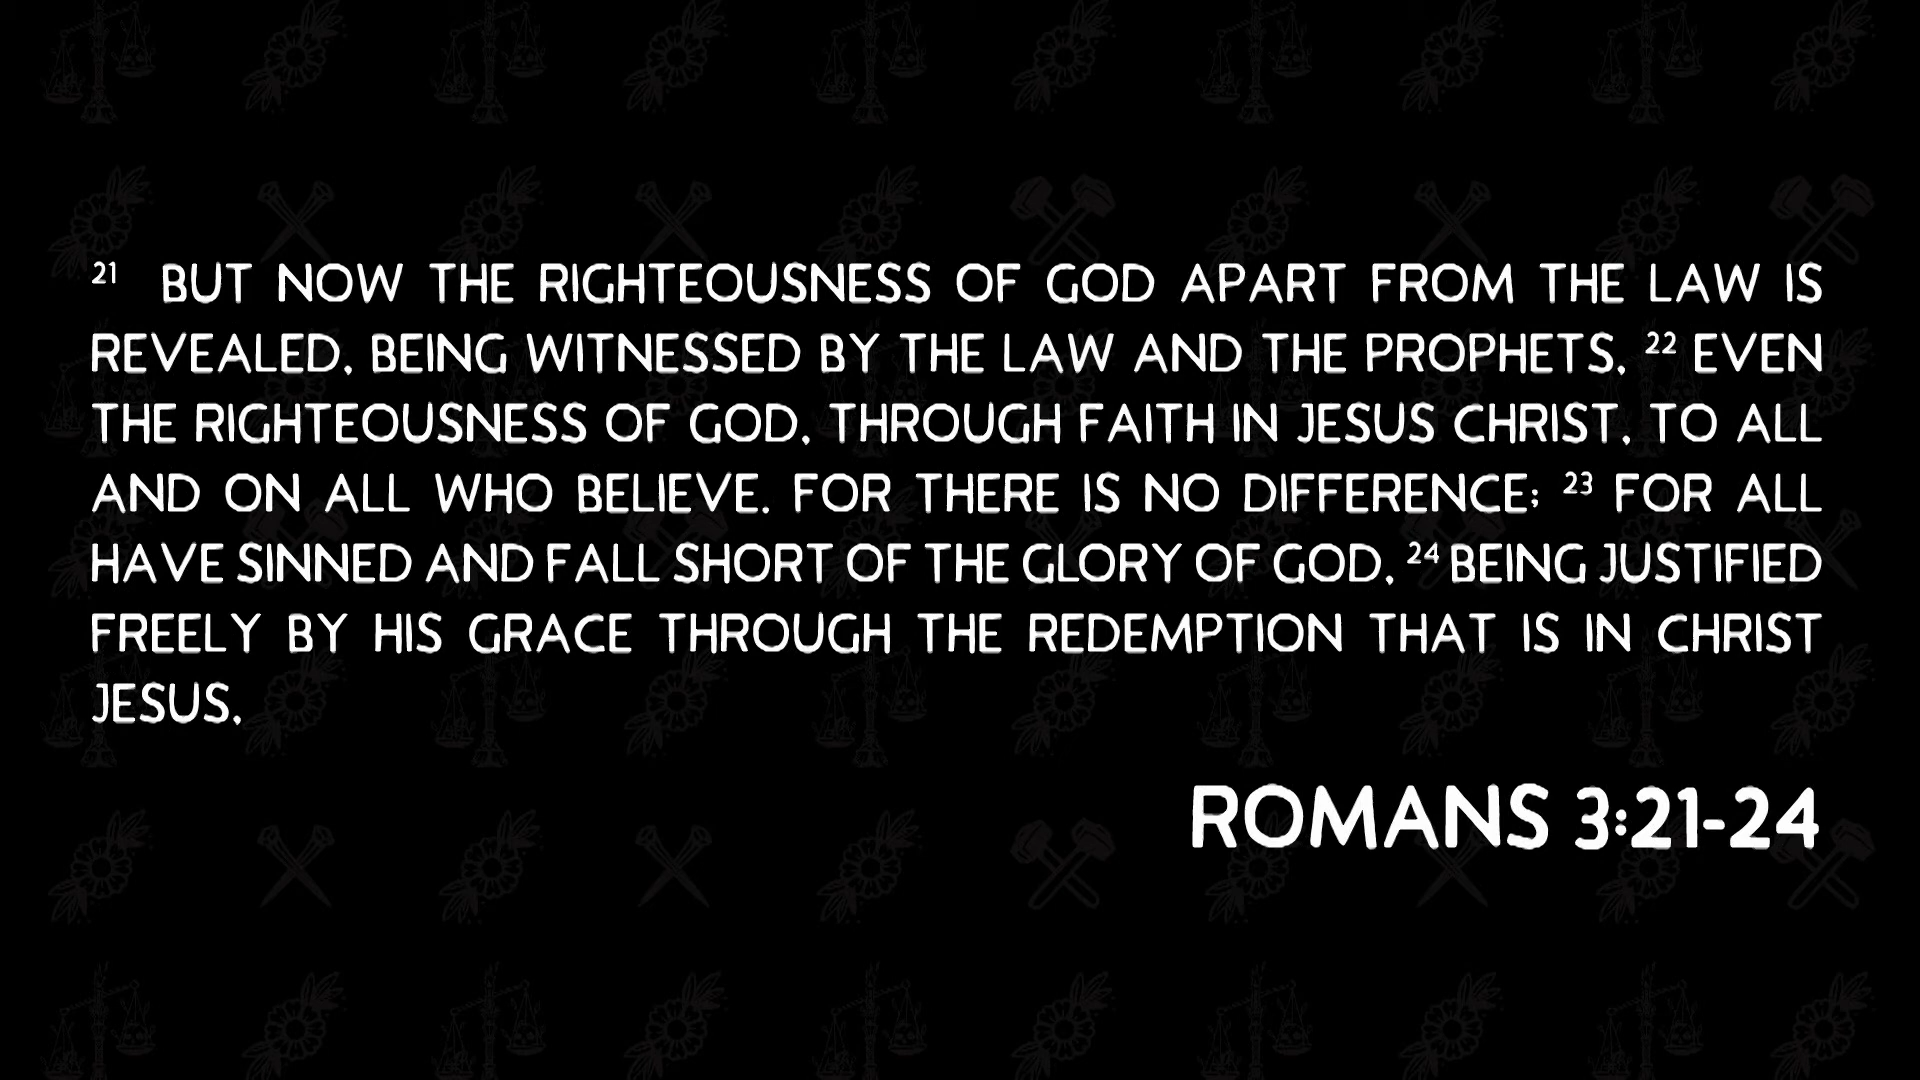 21 BUT NOW THE RIGHTEOUSNESS OF GOD APART FROM THE LAW IS
REVEALED, BEING WITNESSED BY THE LAW AND THE PROPHETS, 22 EVEN
THE RIGHTEOUSNESS OF GOD, THROUGH FAITH IN JESUS CHRIST, TO ALL
AND ON ALL WHO BELIEVE. FOR THERE IS NO DIFFERENCE; 23 FOR ALL
HAVE SINNED AND FALL SHORT OF THE GLORY OF GOD, 24 BEING JUSTIFIED
FREELY BY HIS GRACE THROUGH THE REDEMPTION THAT IS IN CHRIST
JESUS,
ROMANS 3:21-24